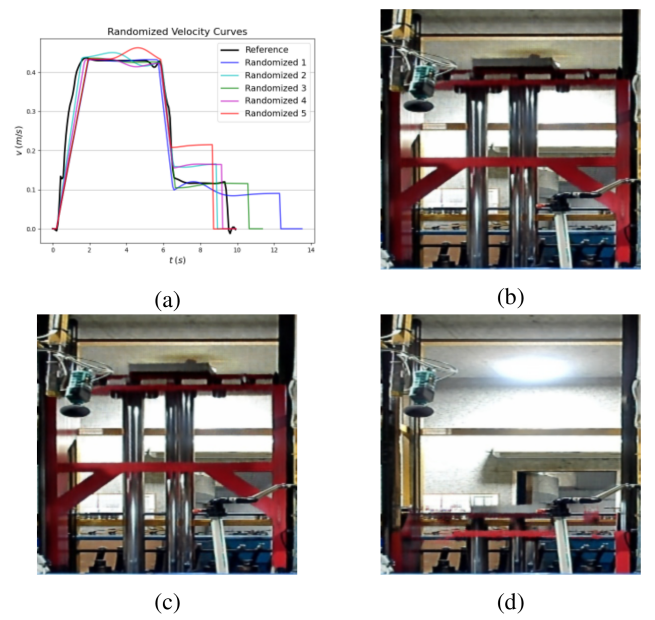 Randomized Velocity Curves
Reference
Randomized 1
Randomized 2
Randomized 3
Randomized 4
Randomized 5
v (m/s)
0.4
0.3
0.2
0.1
0.0
0 2 4 6 8 10 12 14
t (s)
(a)
(b)
(c)
(d)